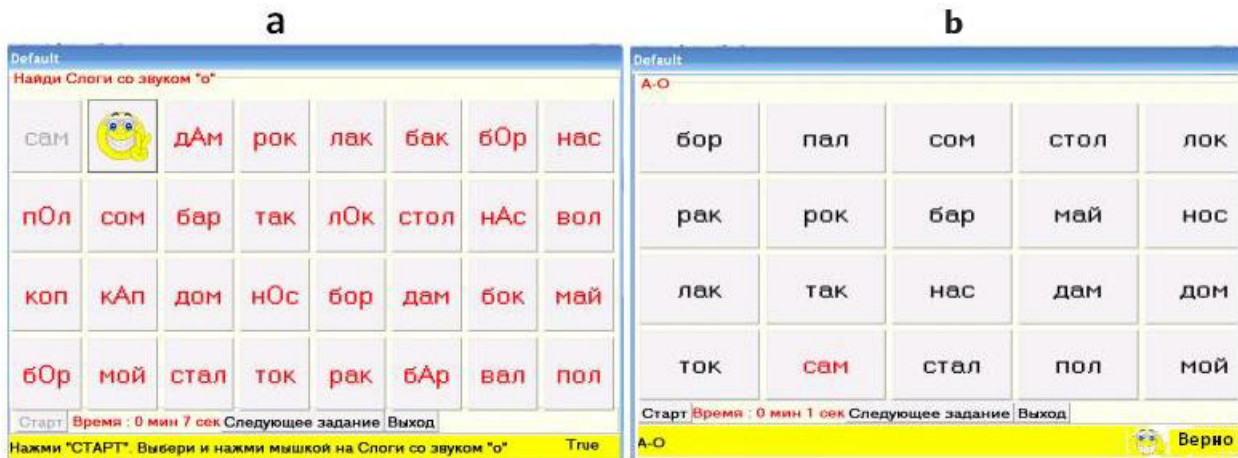 a
b
Default
Найди Слоги со звуком "о"
сам дАм рок лак бак бОр нас
пОл сом бар так лОк стол нАс вол
коп кАп дом нОс бор дам бок май
бОр мой стал ток рак бАр вал пол
Старт Время : 0 мин 7 сек Следующее задание Выход
Нажми "СТАРТ". Выбери и нажми мышкой на Слоги со звуком "о" True
Default
А-О
бор пал сом стол лок
рак рок бар май нос
лак так нас дам дом
ток сам стал пол мой
Старт Время : 0 мин 1 сек Следующее задание Выход
А-О Верно